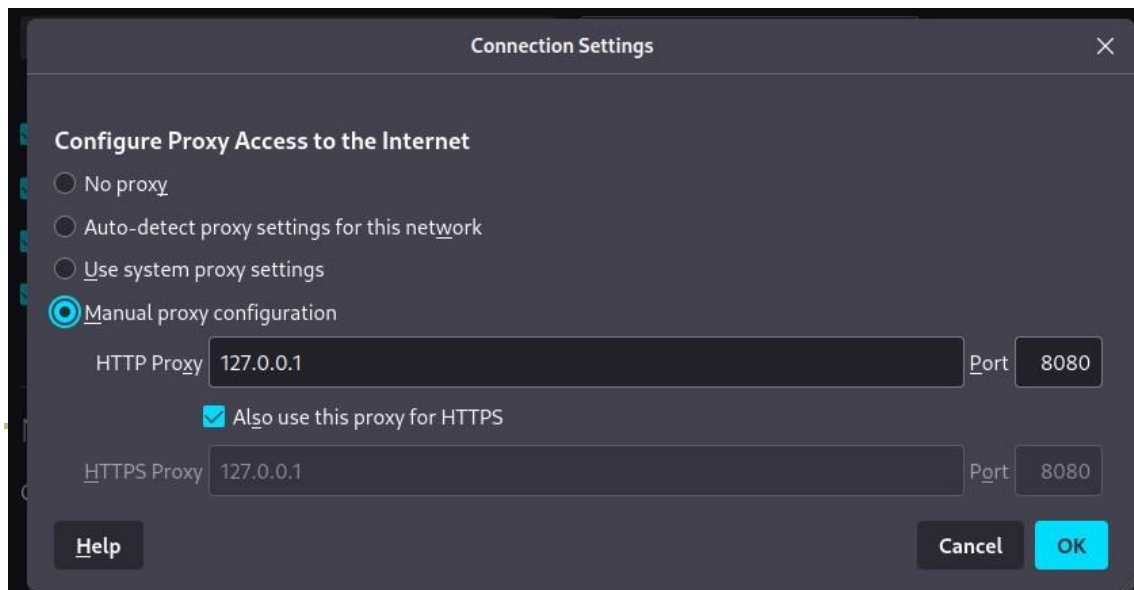 Connection Settings
Configure Proxy Access to the Internet
No proxy
Auto-detect proxy settings for this network
Use system proxy settings
Manual proxy configuration
HTTP Proxy 127.0.0.1 Port 8080
Also use this proxy for HTTPS
HTTPS Proxy 127.0.0.1 Port 8080
Help Cancel OK